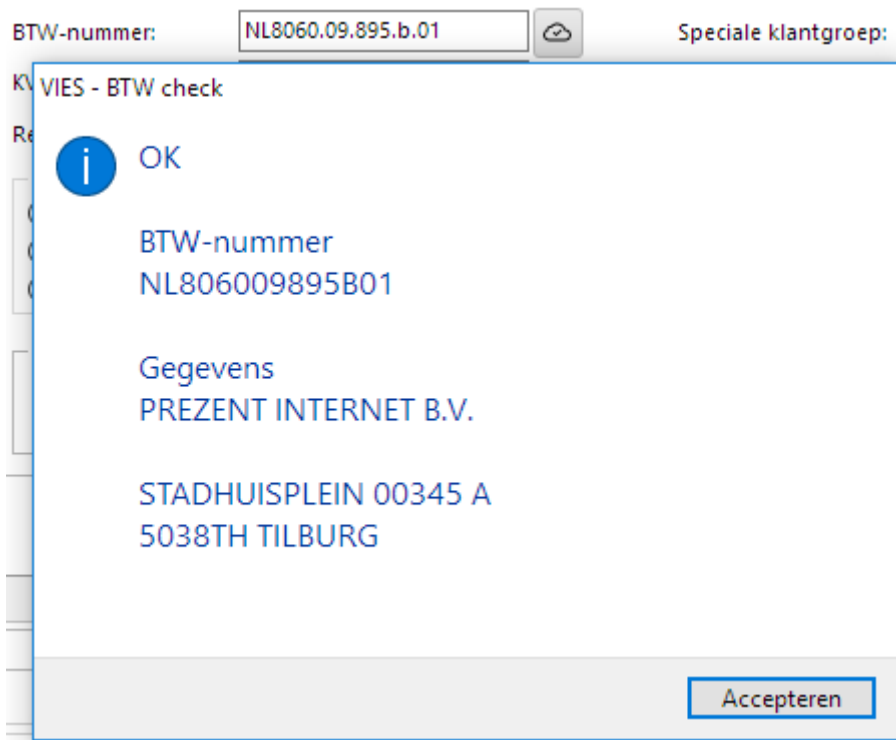 BTW-nummer: NL8060.09.895.b.01 Speciale klantgroep:
VIES - BTW check
OK
BTW-nummer
NL806009895B01
Gegevens
PREZENT INTERNET B.V.
STADHUISPLEIN 00345 A
5038TH TILBURG
Accepteren